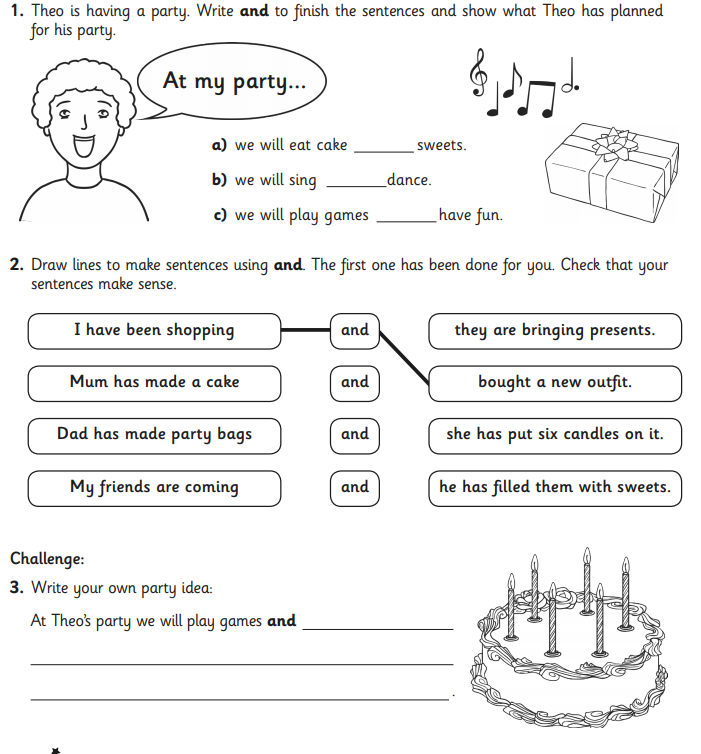 1. Theo is having a party. Write and to finish the sentences and show what Theo has planned
for his party.
At my party...
a) we will eat cake ______ sweets.
b) we will sing ______ dance.
c) we will play games ______ have fun.
2. Draw lines to make sentences using and. The first one has been done for you. Check that your
sentences make sense.
I have been shopping and they are bringing presents.
Mum has made a cake and bought a new outfit.
Dad has made party bags and she has put six candles on it.
My friends are coming and he has filled them with sweets.
Challenge:
3. Write your own party idea:
At Theo's party we will play games and ______
______
______.